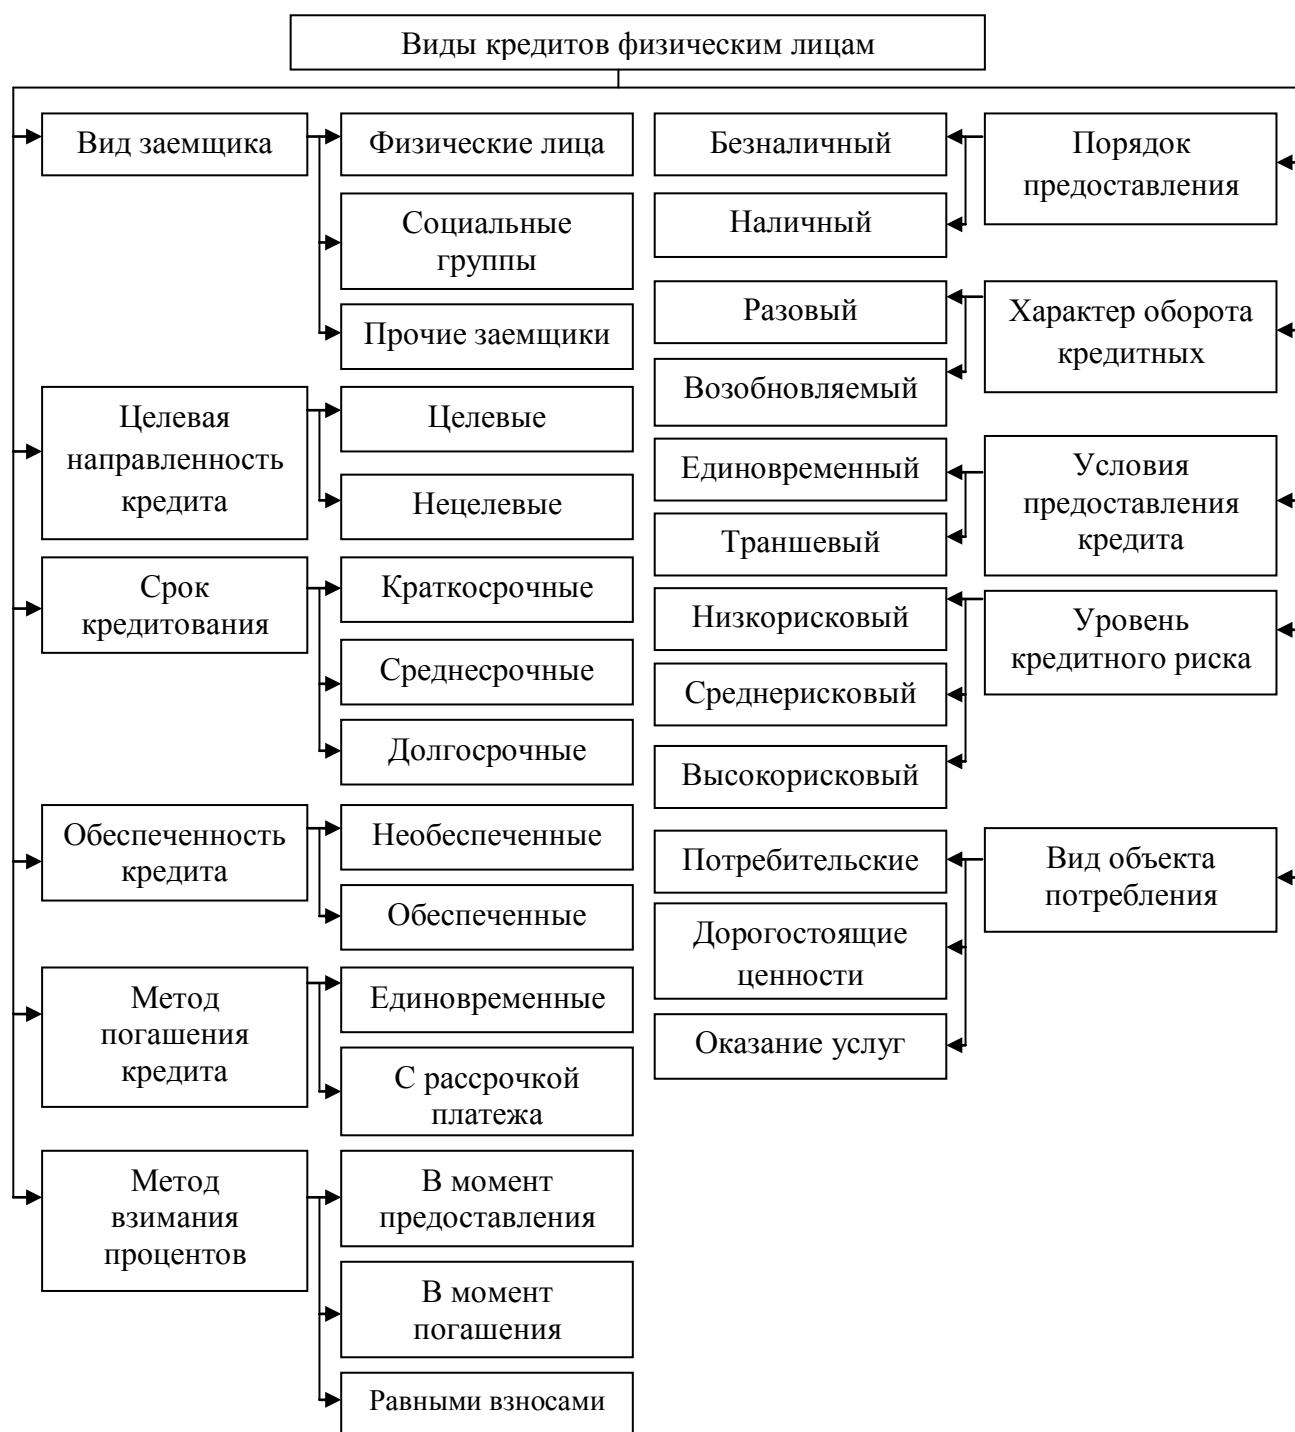 Виды кредитов физическим лицам
Вид заемщика
Физические лица
Социальные
группы
Прочие заемщики
Целевая
направленность
кредита
Целевые
Нецелевые
Срок
кредитования
Краткосрочные
Среднесрочные
Долгосрочные
Обеспеченность
кредита
Необеспеченные
Обеспеченные
Метод
погашения
кредита
Единовременные
С рассрочкой
платежа
Метод
взимания
процентов
В момент
предоставления
В момент
погашения
Равными взносами
Порядок
предоставления
Безналичный
Наличный
Характер оборота
кредитных
Разовый
Возобновляемый
Условия
предоставления
кредита
Единовременный
Траншевый
Уровень
кредитного риска
Низкорисковый
Среднерисковый
Высокорисковый
Вид объекта
потребления
Потребительские
Дорогостоящие
ценности
Оказание услуг